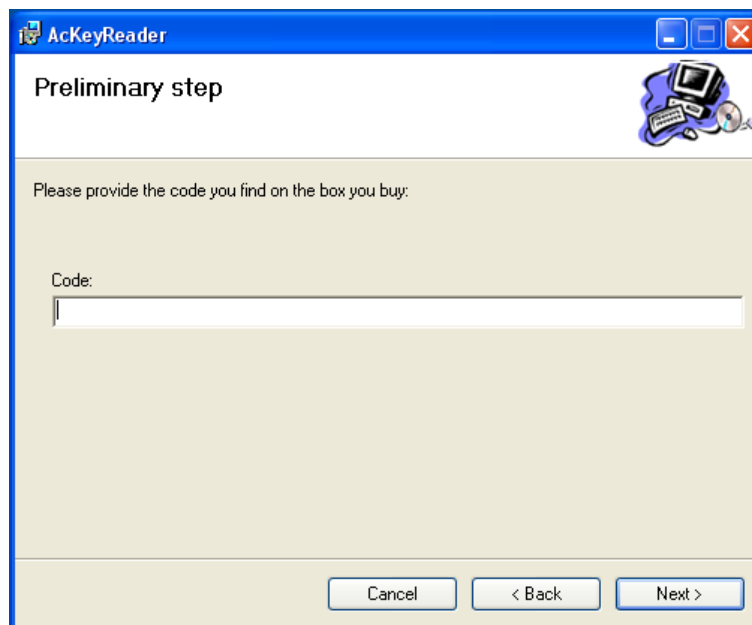 AcKeyReader
Preliminary step
Please provide the code you find on the box you buy:
Code:
Cancel
< Back
Next >